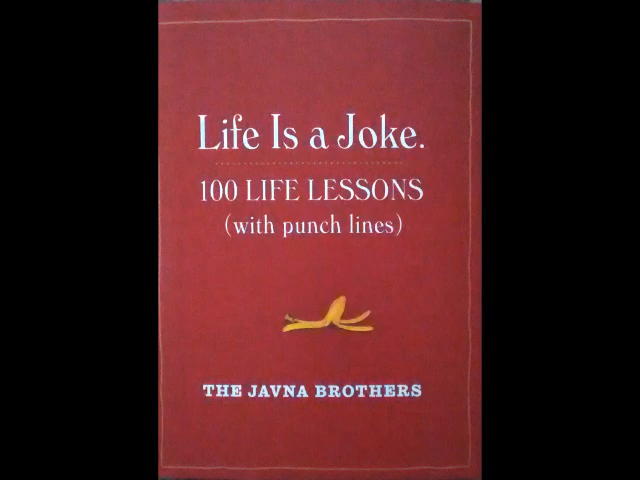 Life Is a Joke.
100 LIFE LESSONS
(with punch lines)
THE JAVNA BROTHERS